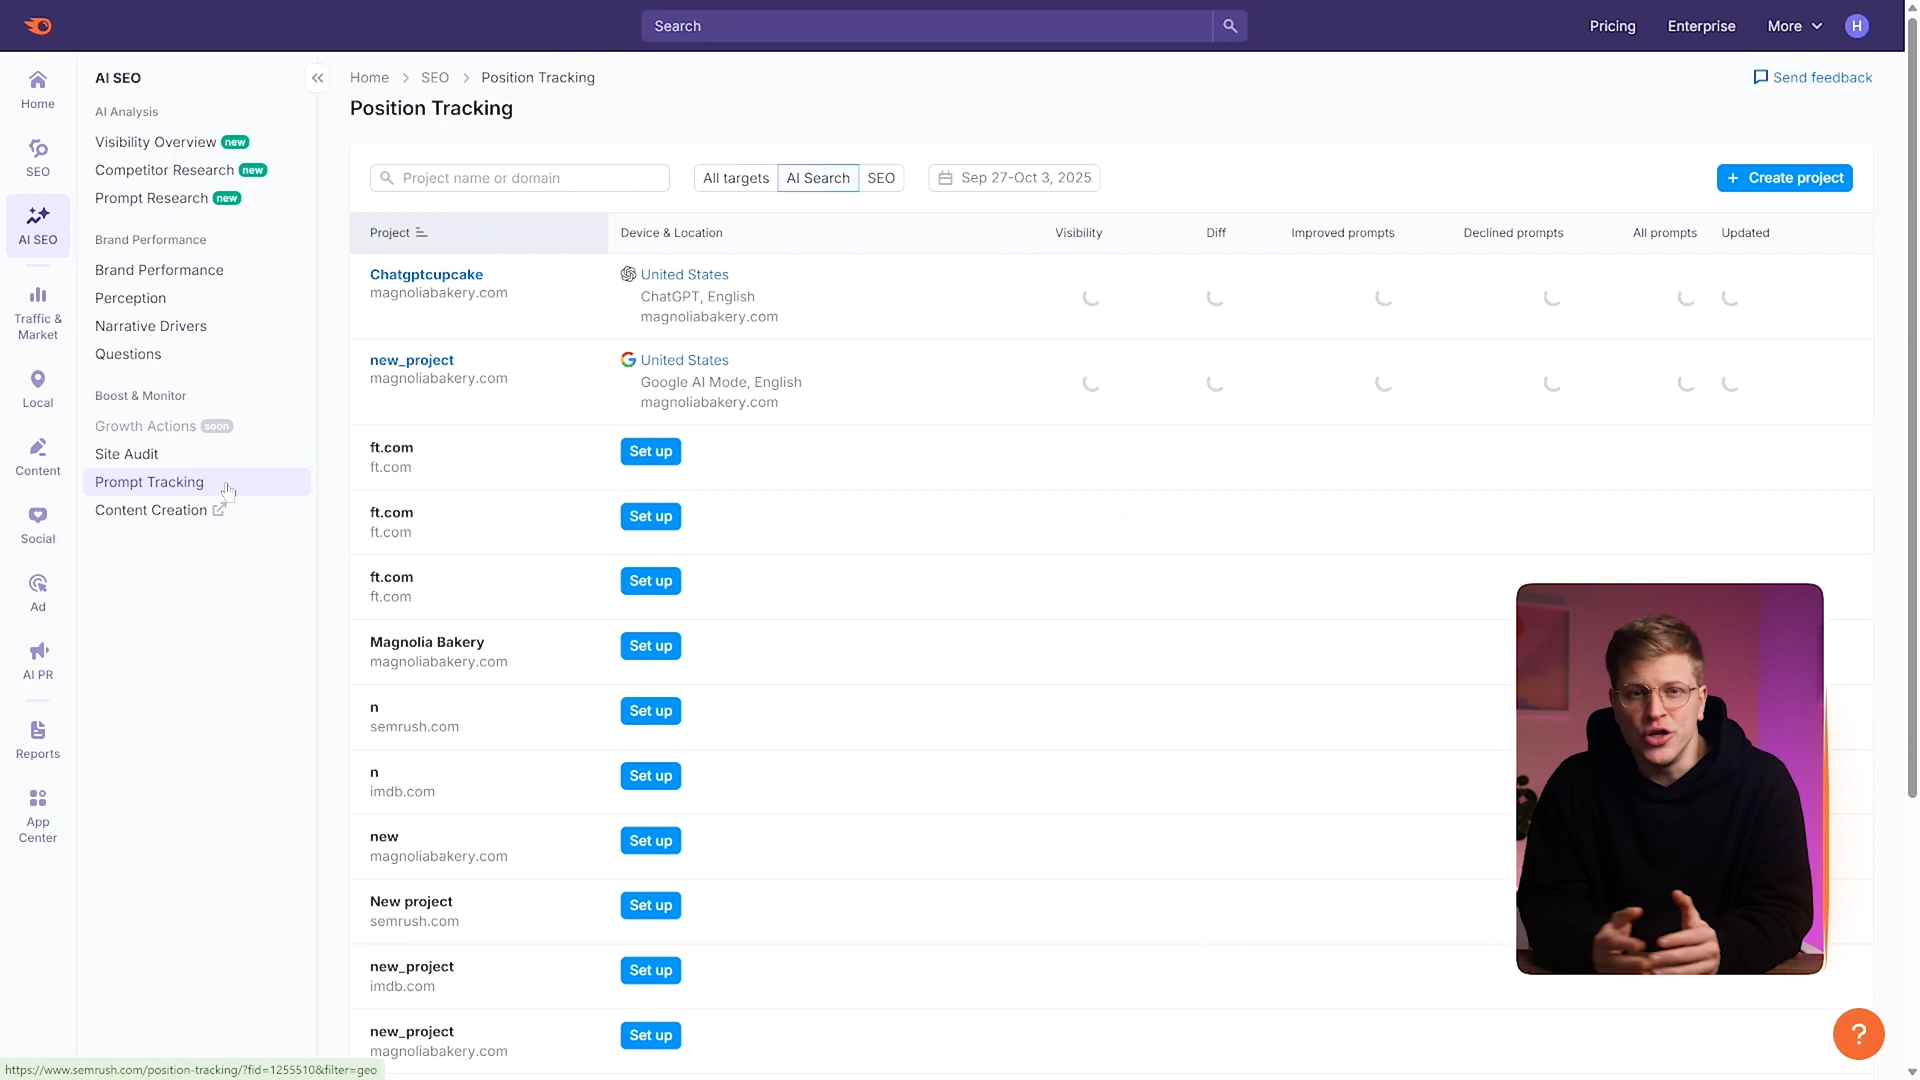 Search
Pricing
Enterprise
More
H
Home
SEO
AI SEO
Traffic &
Market
Local
Content
Social
Ad
AI PR
Reports
App
Center
AI SEO
AI Analysis
Visibility Overview new
Competitor Research new
Prompt Research new
Brand Performance
Brand Performance
Perception
Narrative Drivers
Questions
Boost & Monitor
Growth Actions soon
Site Audit
Prompt Tracking
Content Creation
Home > SEO > Position Tracking
Send feedback
Position Tracking
Project name or domain
All targets AI Search SEO
Sep 27-Oct 3, 2025
+ Create project
Project Device & Location Visibility Diff Improved prompts Declined prompts All prompts Updated
Chatgptcupcake
magnoliabakery.com
United States
ChatGPT, English
magnoliabakery.com
new_project
magnoliabakery.com
United States
Google AI Mode, English
magnoliabakery.com
ft.com
ft.com
Set up
ft.com
ft.com
Set up
ft.com
ft.com
Set up
Magnolia Bakery
magnoliabakery.com
Set up
n
semrush.com
Set up
n
imdb.com
Set up
new
magnoliabakery.com
Set up
New project
semrush.com
Set up
new_project
imdb.com
Set up
new_project
magnoliabakery.com
Set up
?
https://www.semrush.com/position-tracking/?fid=1255510&filter=geo